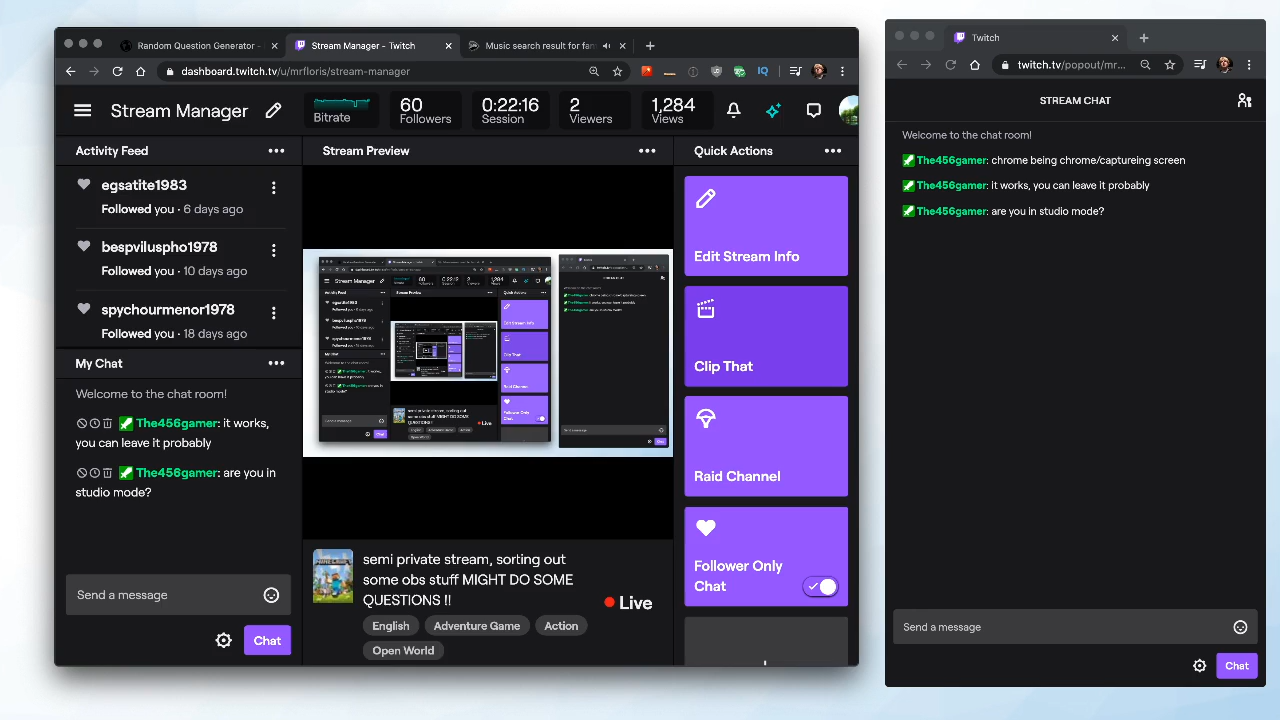 Random Question Generator -
Stream Manager - Twitch
Music search result for fam
dashboard.twitch.tv/u/mrfloris/stream-manager
IQ
Stream Manager
Bitrate
60
Followers
0:22:16
Session
2
Viewers
1,284
Views
Activity Feed
egsatike1983
Followed you · 6 days ago
bespviluspho1978
Followed you · 10 days ago
Followed you · 18 days ago
My Chat
Welcome to the chat room!
The456gamer: it works,
you can leave it probably
The456gamer: are you in
studio mode?
Send a message
Chat
Stream Preview
semi private stream, sorting out
some obs stuff MIGHT DO SOME
QUESTIONS !!
Live
English
Adventure Game
Action
Open World
Quick Actions
Edit Stream Info
Clip That
Raid Channel
Follower Only
Chat
Twitch
twitch.tv/popout/mr...
STREAM CHAT
Welcome to the chat room!
The456gamer: chrome being chrome/captureing screen
The456gamer: it works, you can leave it probably
The456gamer: are you in studio mode?
Send a message
Chat